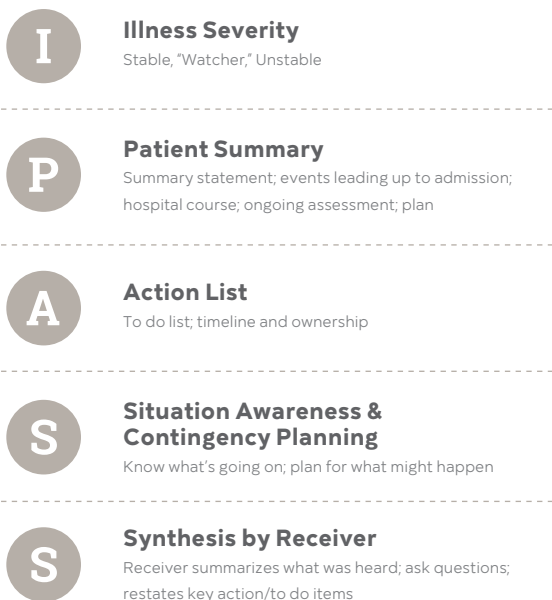 I
Illness Severity
Stable, “Watcher,” Unstable
P
Patient Summary
Summary statement; events leading up to admission;
hospital course; ongoing assessment; plan
A
Action List
To do list; timeline and ownership
S
Situation Awareness &
Contingency Planning
Know what’s going on; plan for what might happen
S
Synthesis by Receiver
Receiver summarizes what was heard; ask questions;
restates key action/to do items